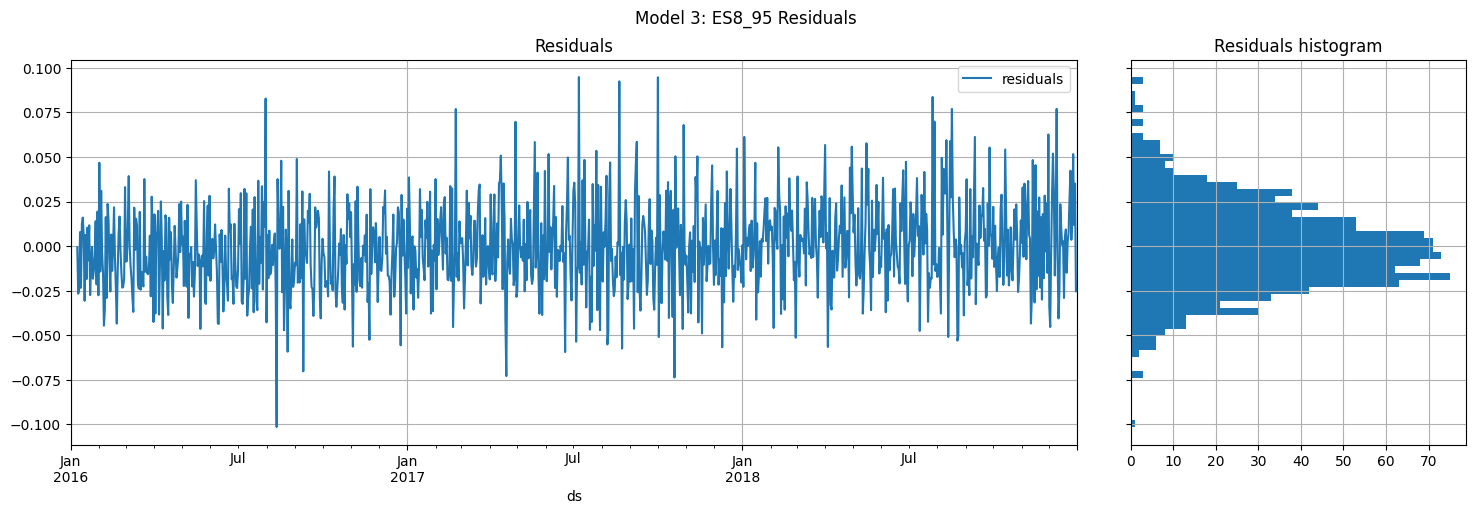 Model 3: ES8_95 Residuals
Residuals
Residuals histogram
residuals
0.100
0.075
0.050
0.025
0.000
−0.025
−0.050
−0.075
−0.100
Jan
2016
Jul
Jan
2017
Jul
Jan
2018
Jul
ds
0 10 20 30 40 50 60 70